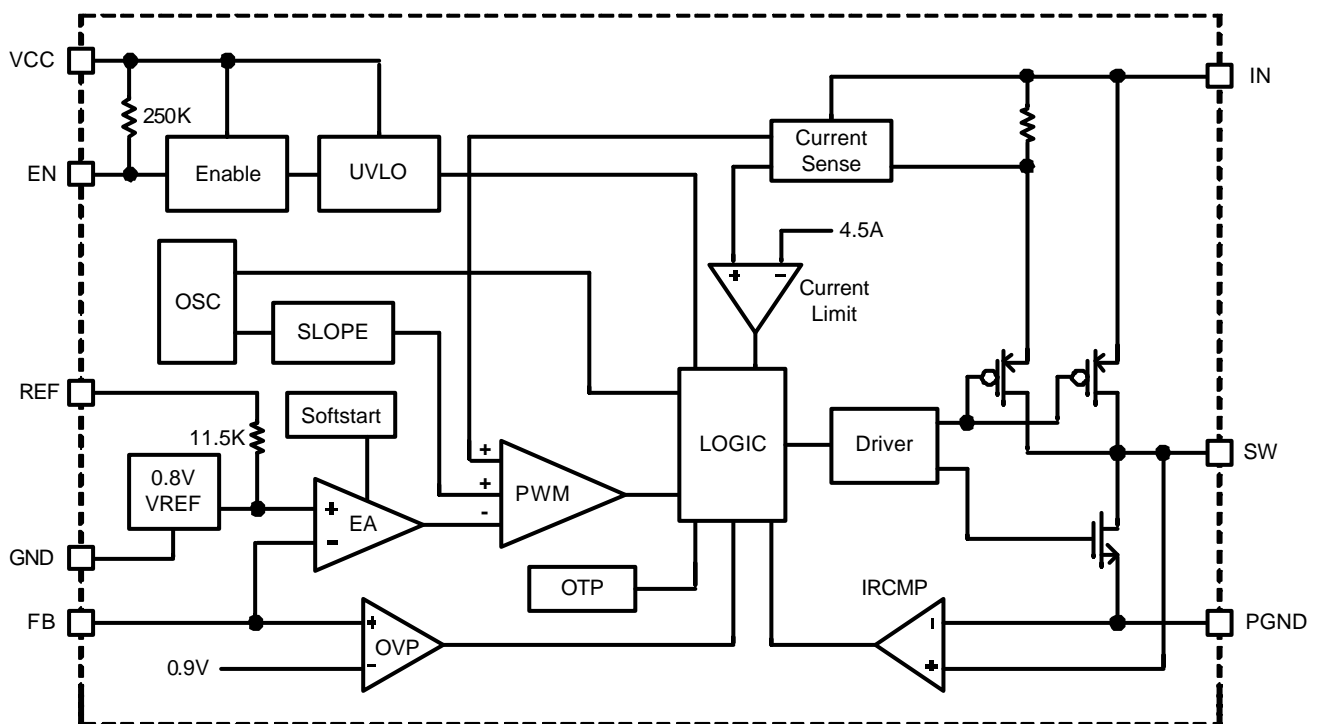 VCC
IN
250K
Current
Sense
EN
Enable
UVLO
4.5A
+ −
Current
Limit
OSC
SLOPE
REF
Softstart
11.5K
LOGIC
Driver
+
+
-
PWM
SW
0.8V
VREF
+
−
EA
GND
OTP
IRCMP
FB
+
−
OVP
0.9V
-
+
PGND